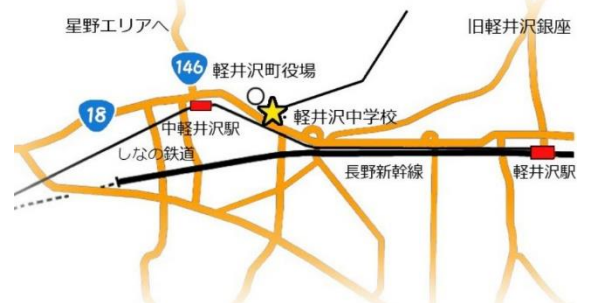 星野エリアへ
旧軽井沢銀座
146
軽井沢町役場
18
軽井沢中学校
中軽井沢駅
しなの鉄道
長野新幹線
軽井沢駅